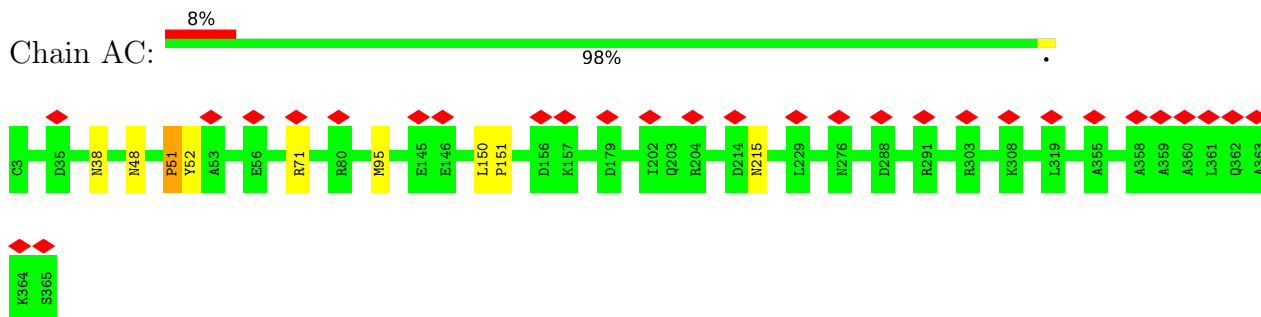 8%
Chain AC:
98%
.
C3 D35 N38 N48 P51 Y52 A53 E56 R71 R80 M95 E145 E146 L150 P151 D156 K157 D179 I202 Q203 R204 D214 N215 L229 N276 D288 R291 R303 K308 L319 A355 A358 A359 A360 L361 Q362 A363
K364 S365